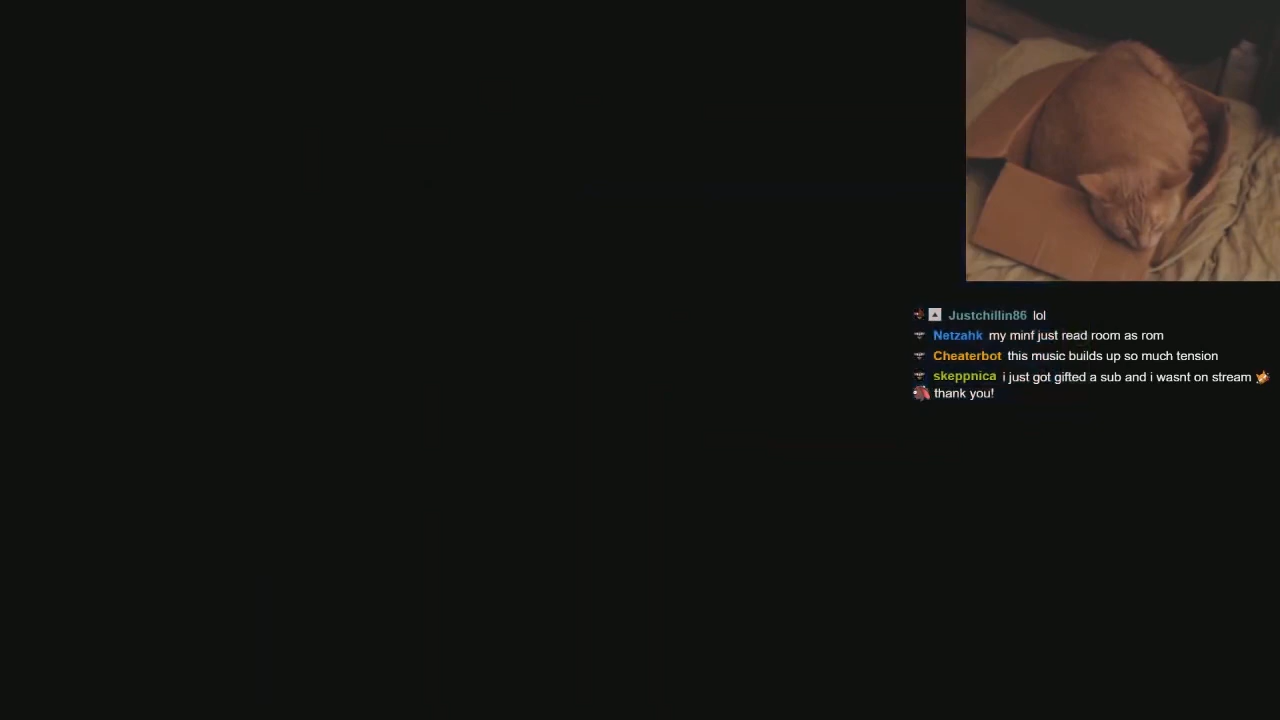 Justchillin86 lol
Netzahk my minf just read room as rom
Cheaterbot this music builds up so much tension
skeppnica i just got gifted a sub and i wasnt on stream
thank you!